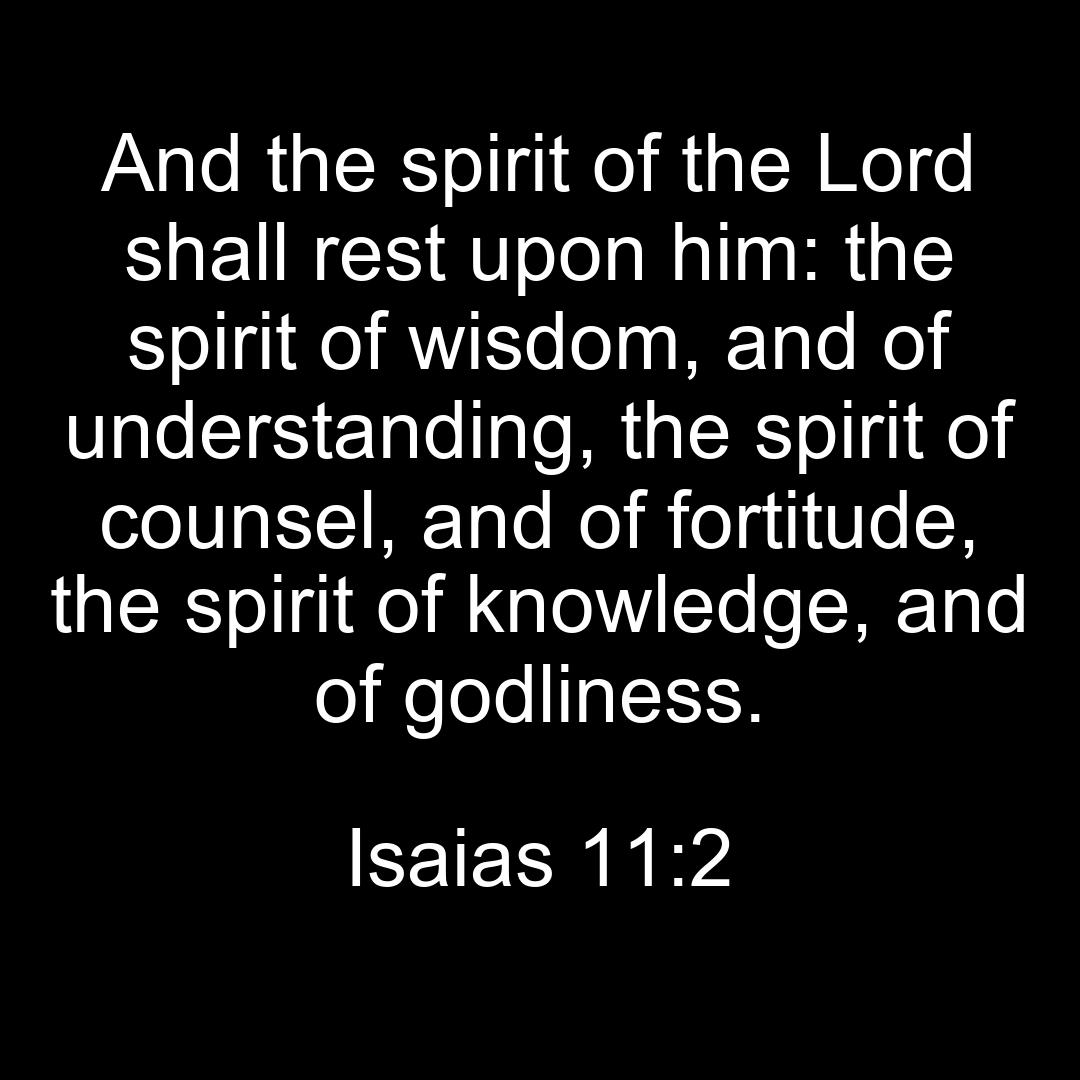 And the spirit of the Lord
shall rest upon him: the
spirit of wisdom, and of
understanding, the spirit of
counsel, and of fortitude,
the spirit of knowledge, and
of godliness.
Isaias 11:2